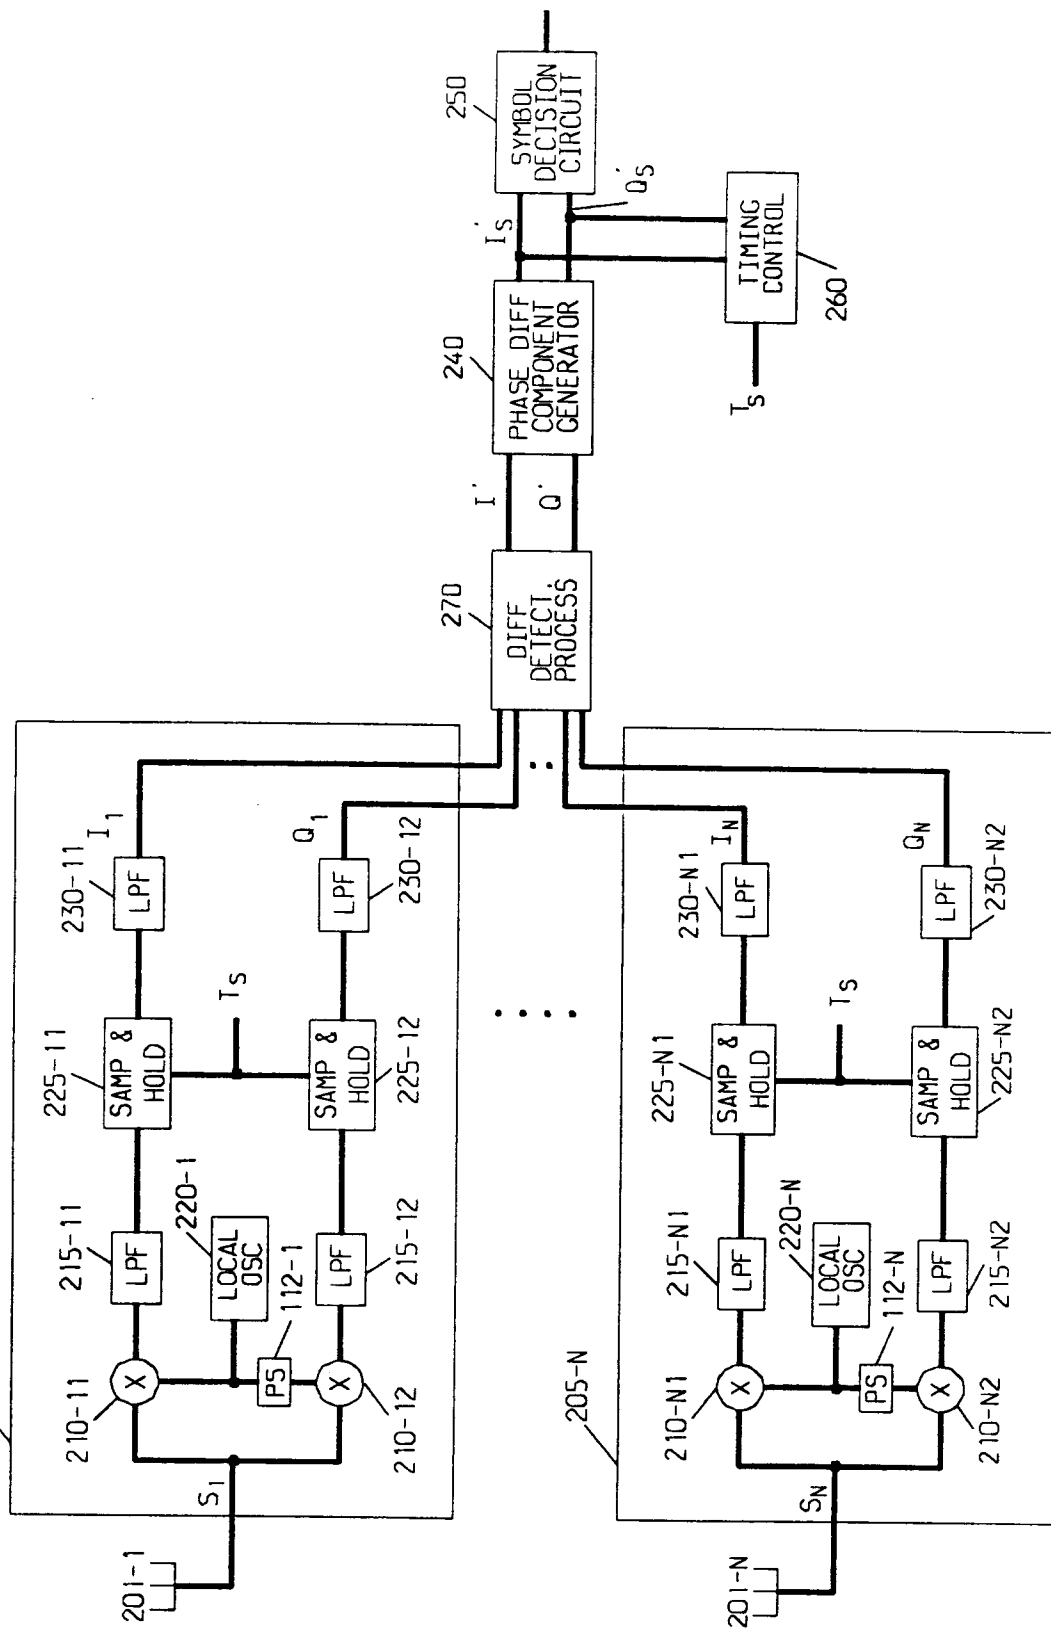 201-1
S1
210-11
X
215-11
LPF
225-11
SAMP &
HOLD
230-11
LPF
I1
220-1
LOCAL
OSC
112-1
PS
TS
210-12
X
215-12
LPF
225-12
SAMP &
HOLD
230-12
LPF
Q1
. . . .
. .
201-N
SN
205-N
210-N1
X
215-N1
LPF
225-N1
SAMP &
HOLD
230-N1
LPF
IN
220-N
LOCAL
OSC
112-N
PS
TS
210-N2
X
215-N2
LPF
225-N2
SAMP &
HOLD
230-N2
LPF
QN
270
DIFF
DETECT.
PROCESS
I'
Q'
240
PHASE DIFF
COMPONENT
GENERATOR
I'S
Q'S
250
SYMBOL
DECISION
CIRCUIT
TIMING
CONTROL
260
TS